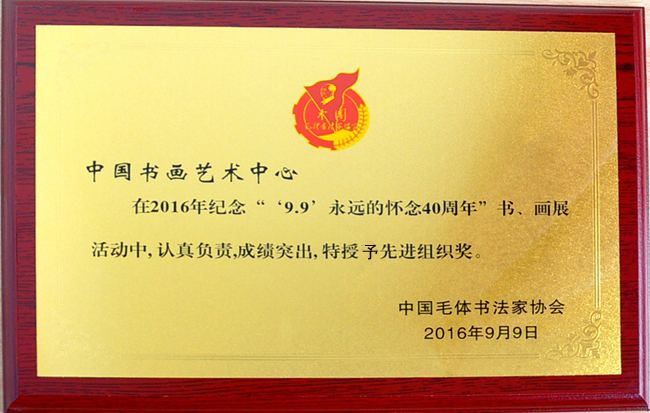 中国书画艺术中心
在2016年纪念“‘9.9’永远的怀念40周年”书、画展
活动中,认真负责,成绩突出,特授予先进组织奖。
中国毛体书法家协会
2016年9月9日